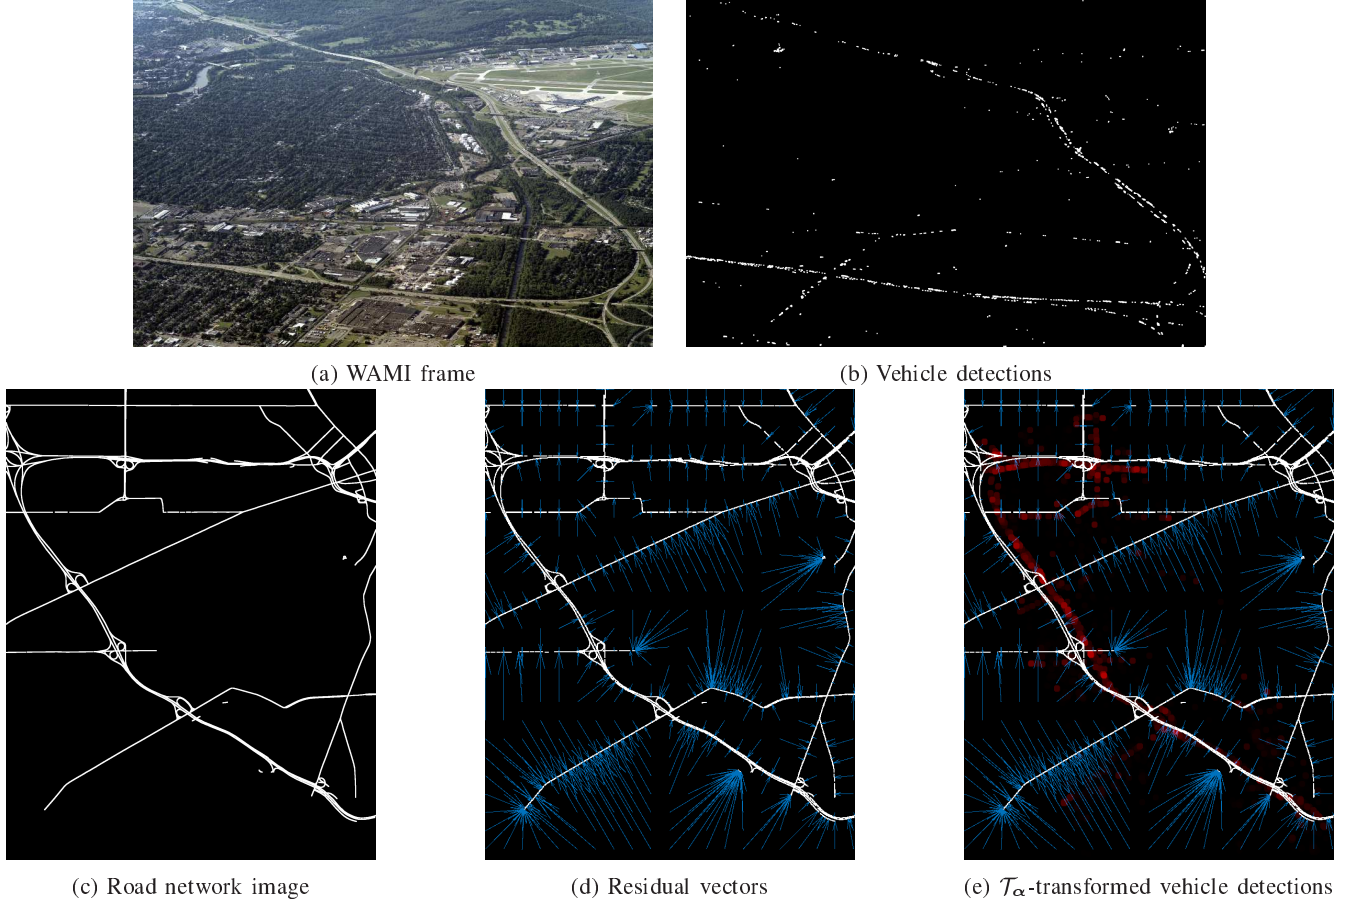 (a) WAMI frame
(b) Vehicle detections
(c) Road network image
(d) Residual vectors
(e) 𝒯α-transformed vehicle detections